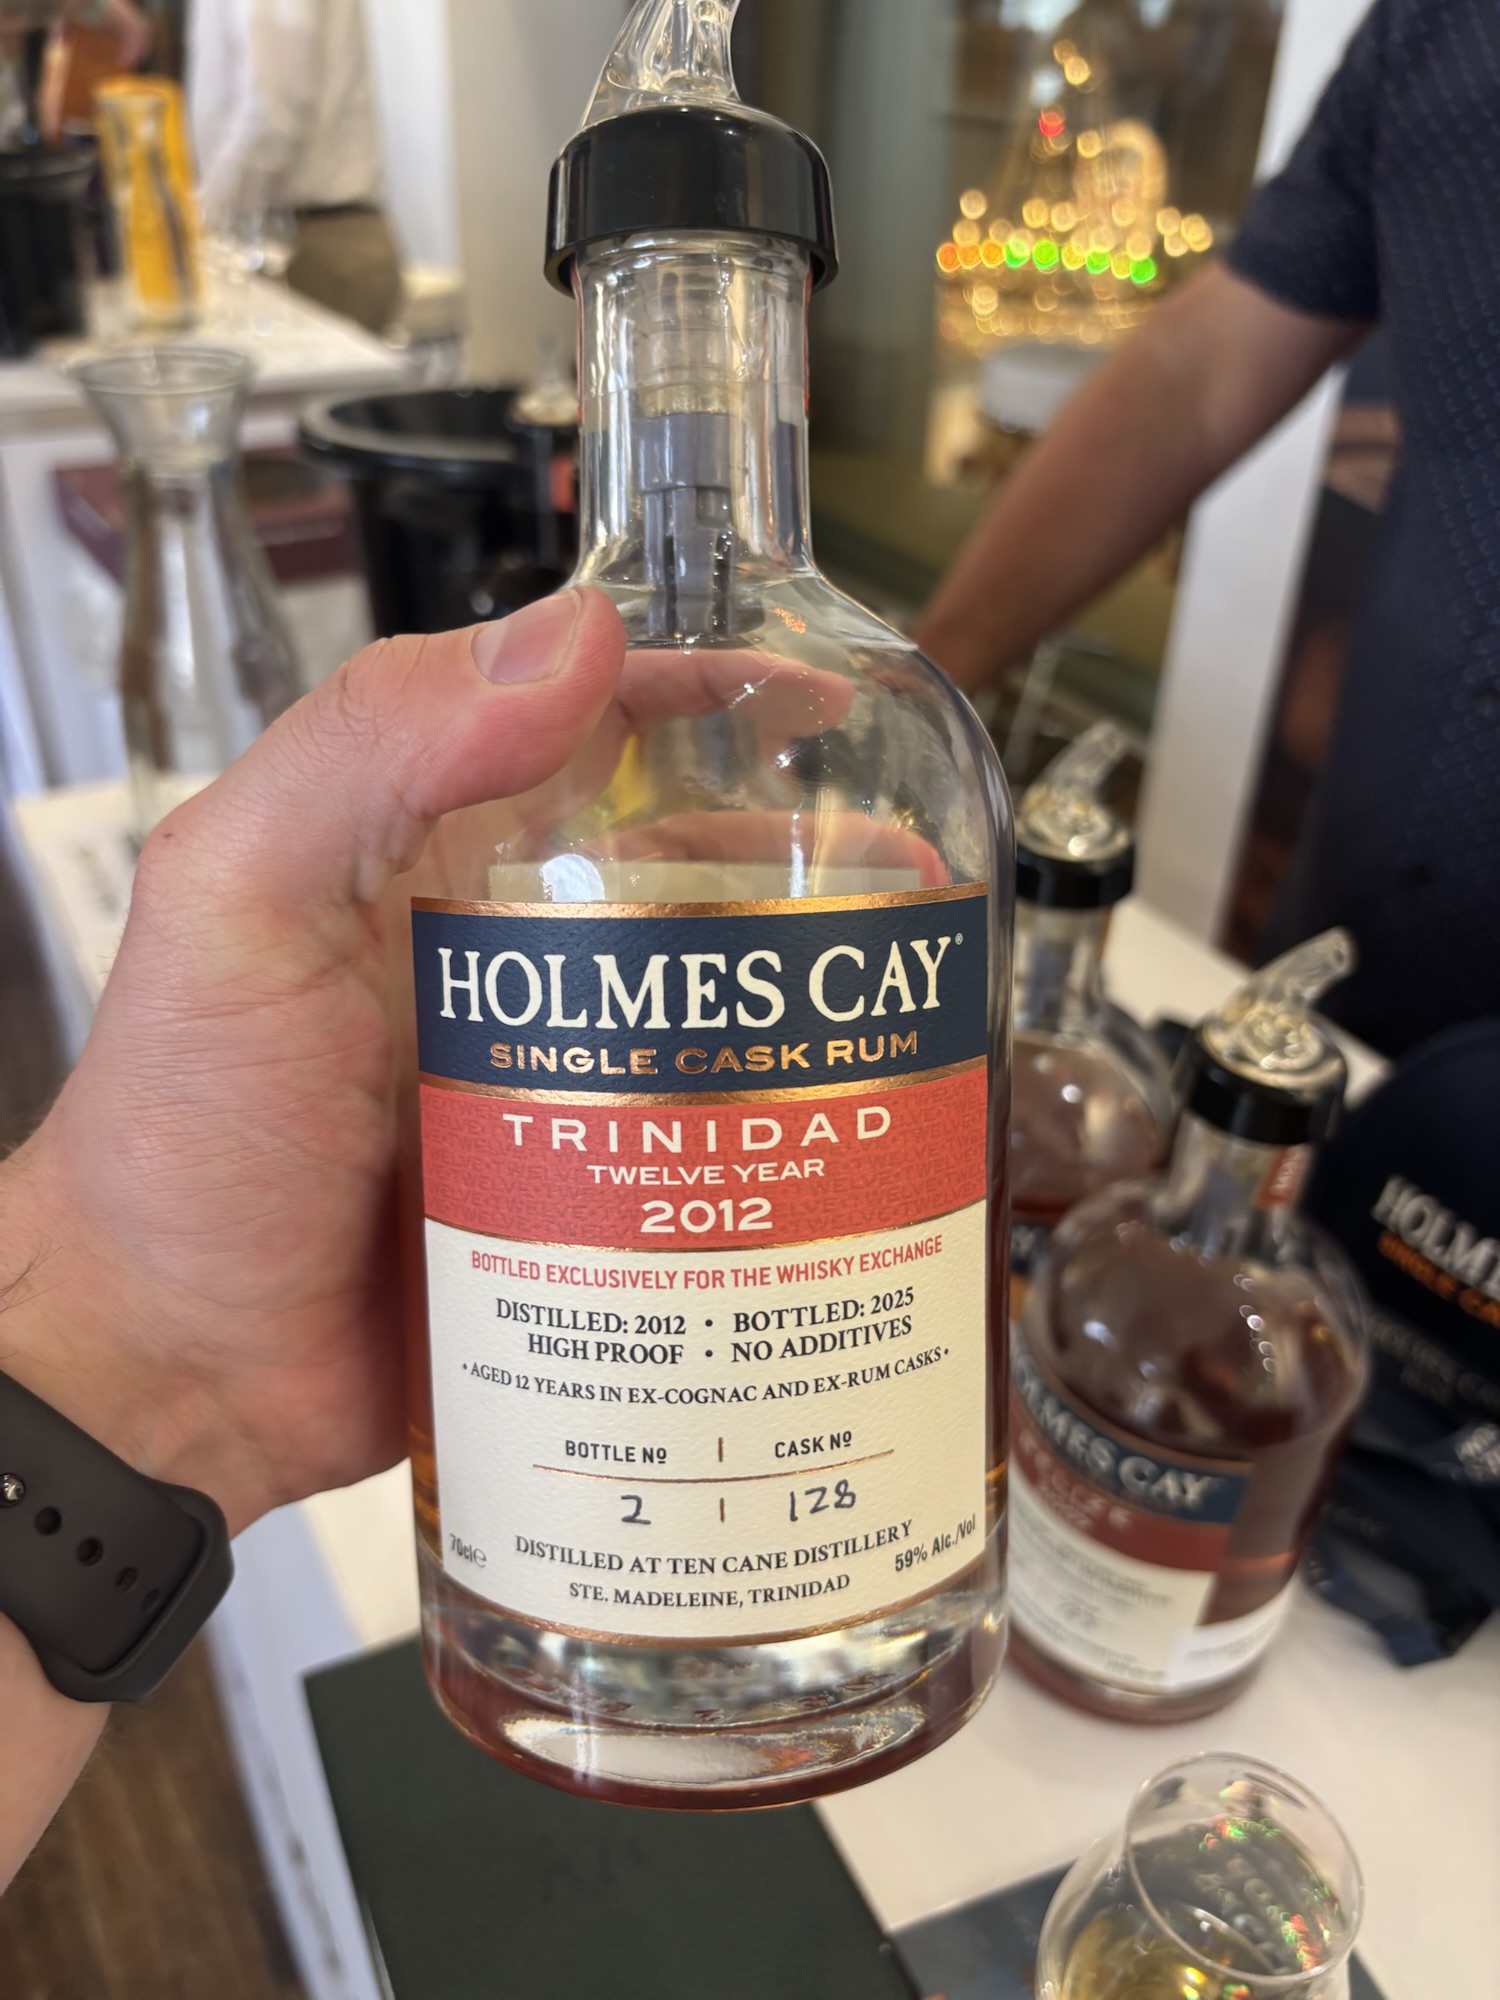 HOLMES CAY®
SINGLE CASK RUM
TRINIDAD
TWELVE YEAR
2012
BOTTLED EXCLUSIVELY FOR THE WHISKY EXCHANGE
DISTILLED: 2012 • BOTTLED: 2025
HIGH PROOF • NO ADDITIVES
• AGED 12 YEARS IN EX-COGNAC AND EX-RUM CASKS •
BOTTLE Nº | CASK Nº
2 | 128
DISTILLED AT TEN CANE DISTILLERY
STE. MADELEINE, TRINIDAD
70cl℮
59% Alc./Vol
HOLMES CAY
HOLM